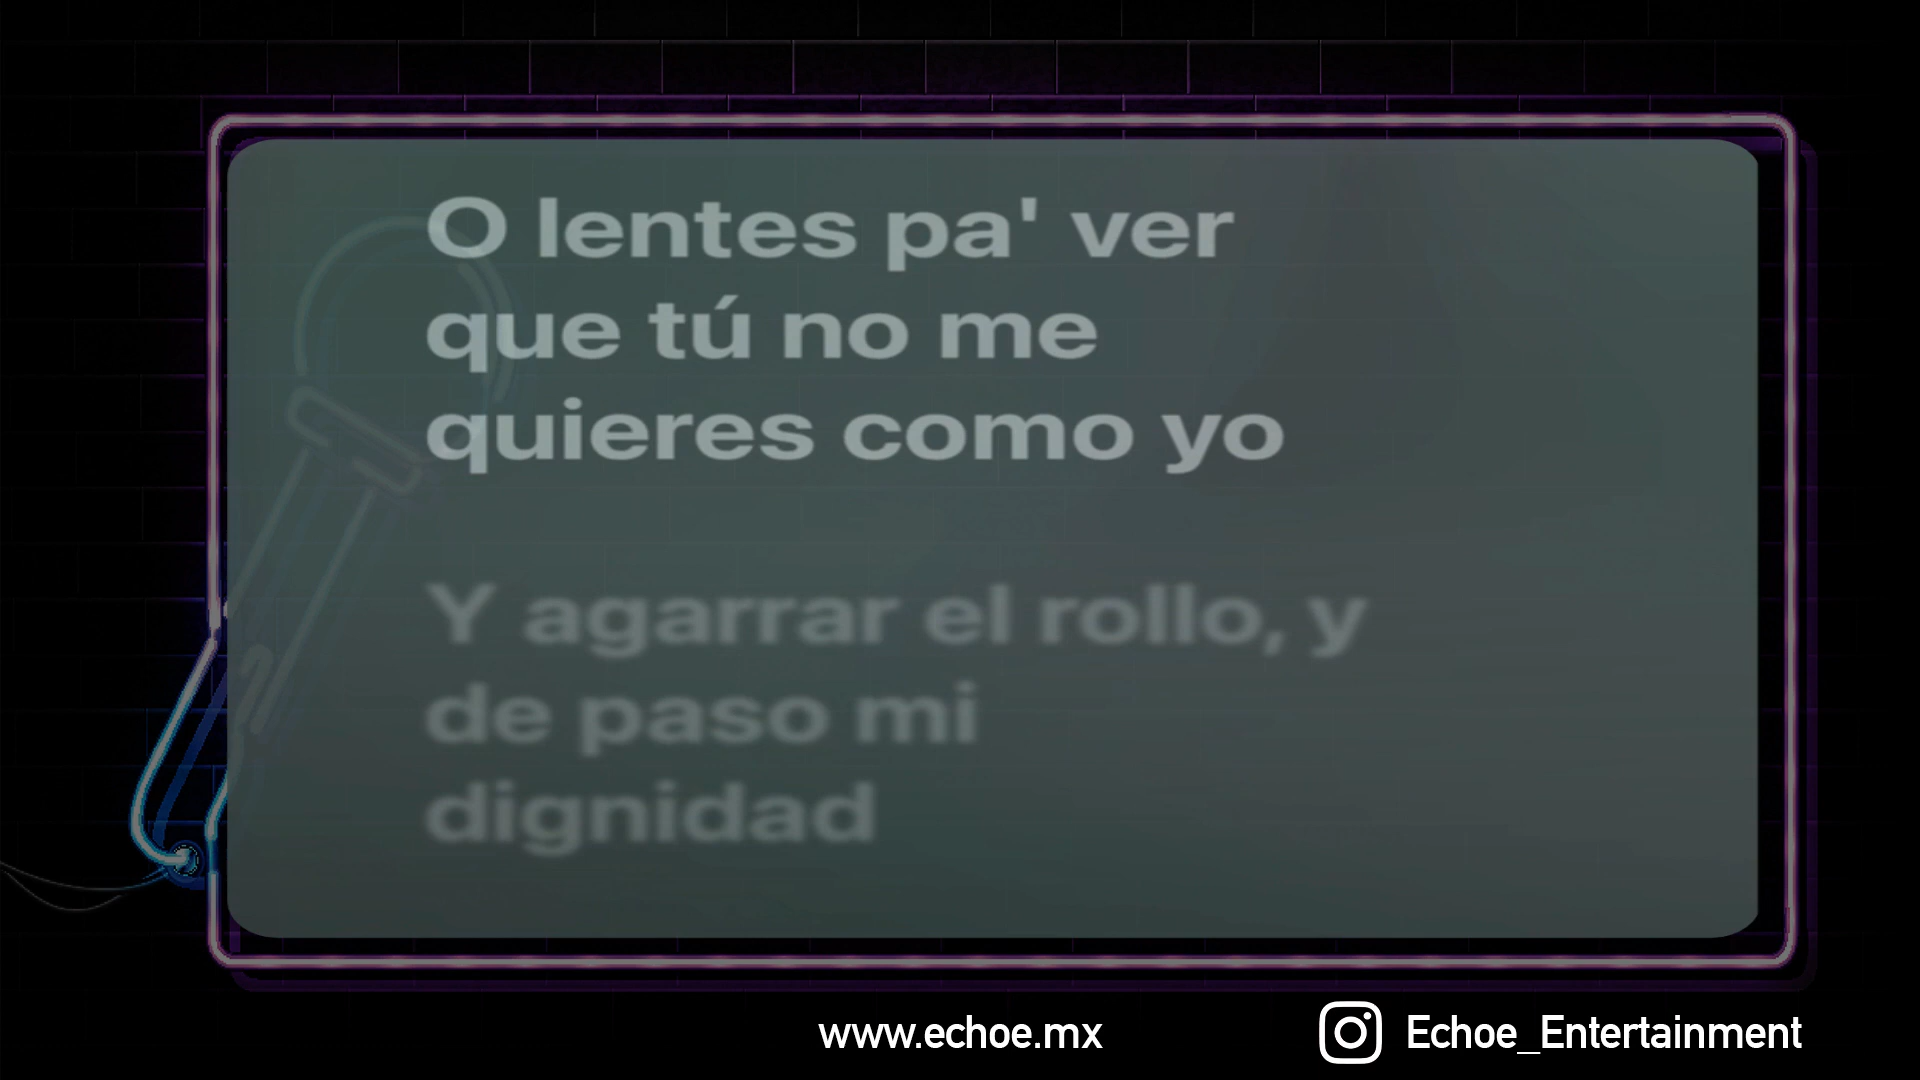 O lentes pa' ver
que tú no me
quieres como yo
Y agarrar el rollo, y
de paso mi
dignidad
www.echoe.mx
Echoe_Entertainment